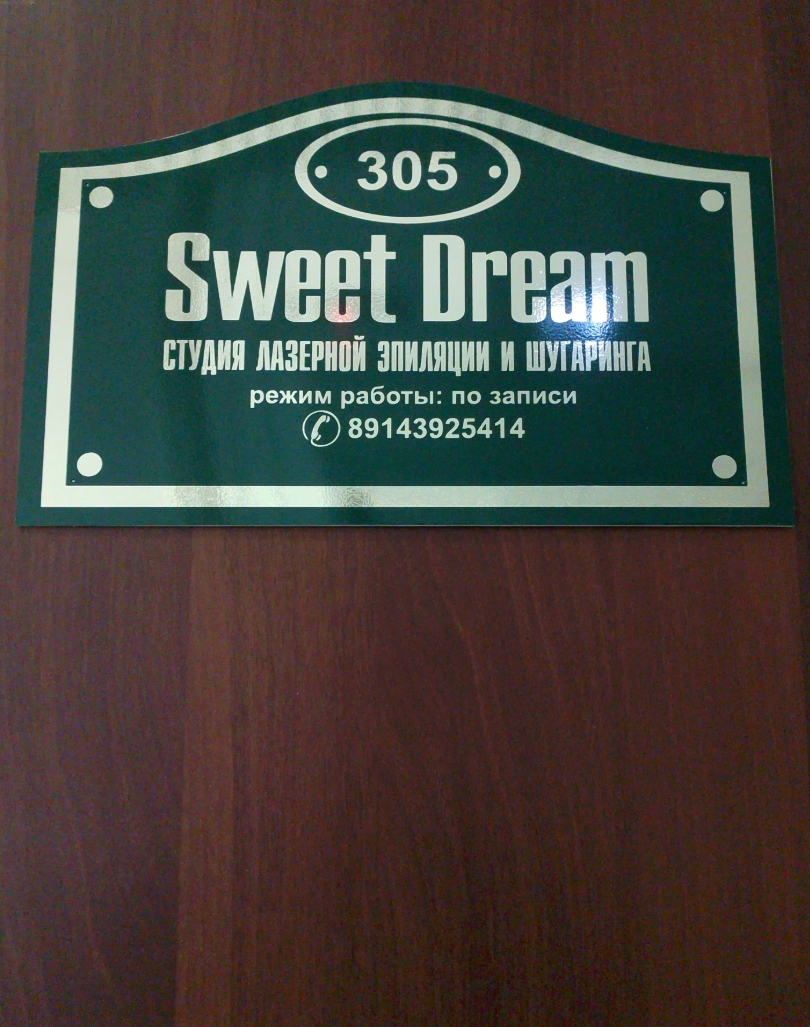 305
Sweet Dream
СТУДИЯ ЛАЗЕРНОЙ ЭПИЛЯЦИИ И ШУГАРИНГА
режим работы: по записи
89143925414